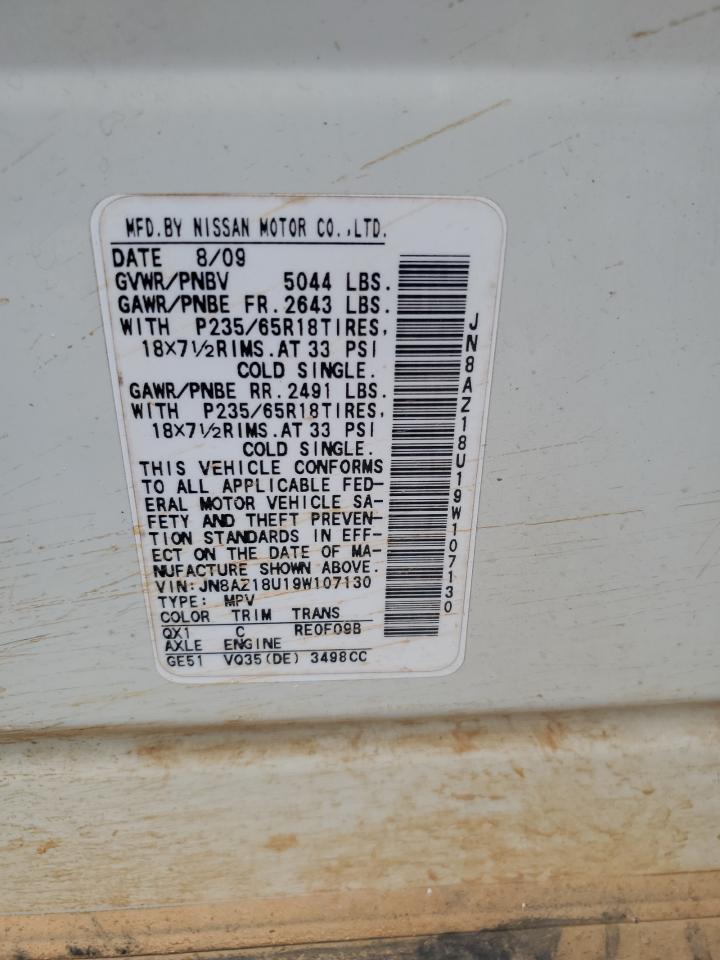 MFD.BY NISSAN MOTOR CO.,LTD.
DATE 8/09
GVWR/PNBV 5044 LBS.
GAWR/PNBE FR. 2643 LBS.
WITH P235/65R18TIRES,
18×7½RIMS.AT 33 PSI
COLD SINGLE.
GAWR/PNBE RR. 2491 LBS.
WITH P235/65R18TIRES,
18×7½RIMS.AT 33 PSI
COLD SINGLE.
THIS VEHICLE CONFORMS
TO ALL APPLICABLE FED-
ERAL MOTOR VEHICLE SA-
FETY AND THEFT PREVEN-
TION STANDARDS IN EFF-
ECT ON THE DATE OF MA-
NUFACTURE SHOWN ABOVE.
VIN:JN8AZ18U19W107130
TYPE: MPV
COLOR TRIM TRANS
QX1 C RE0F09B
AXLE ENGINE
GE51 VQ35(DE) 3498CC
JN8AZ18U19W107130